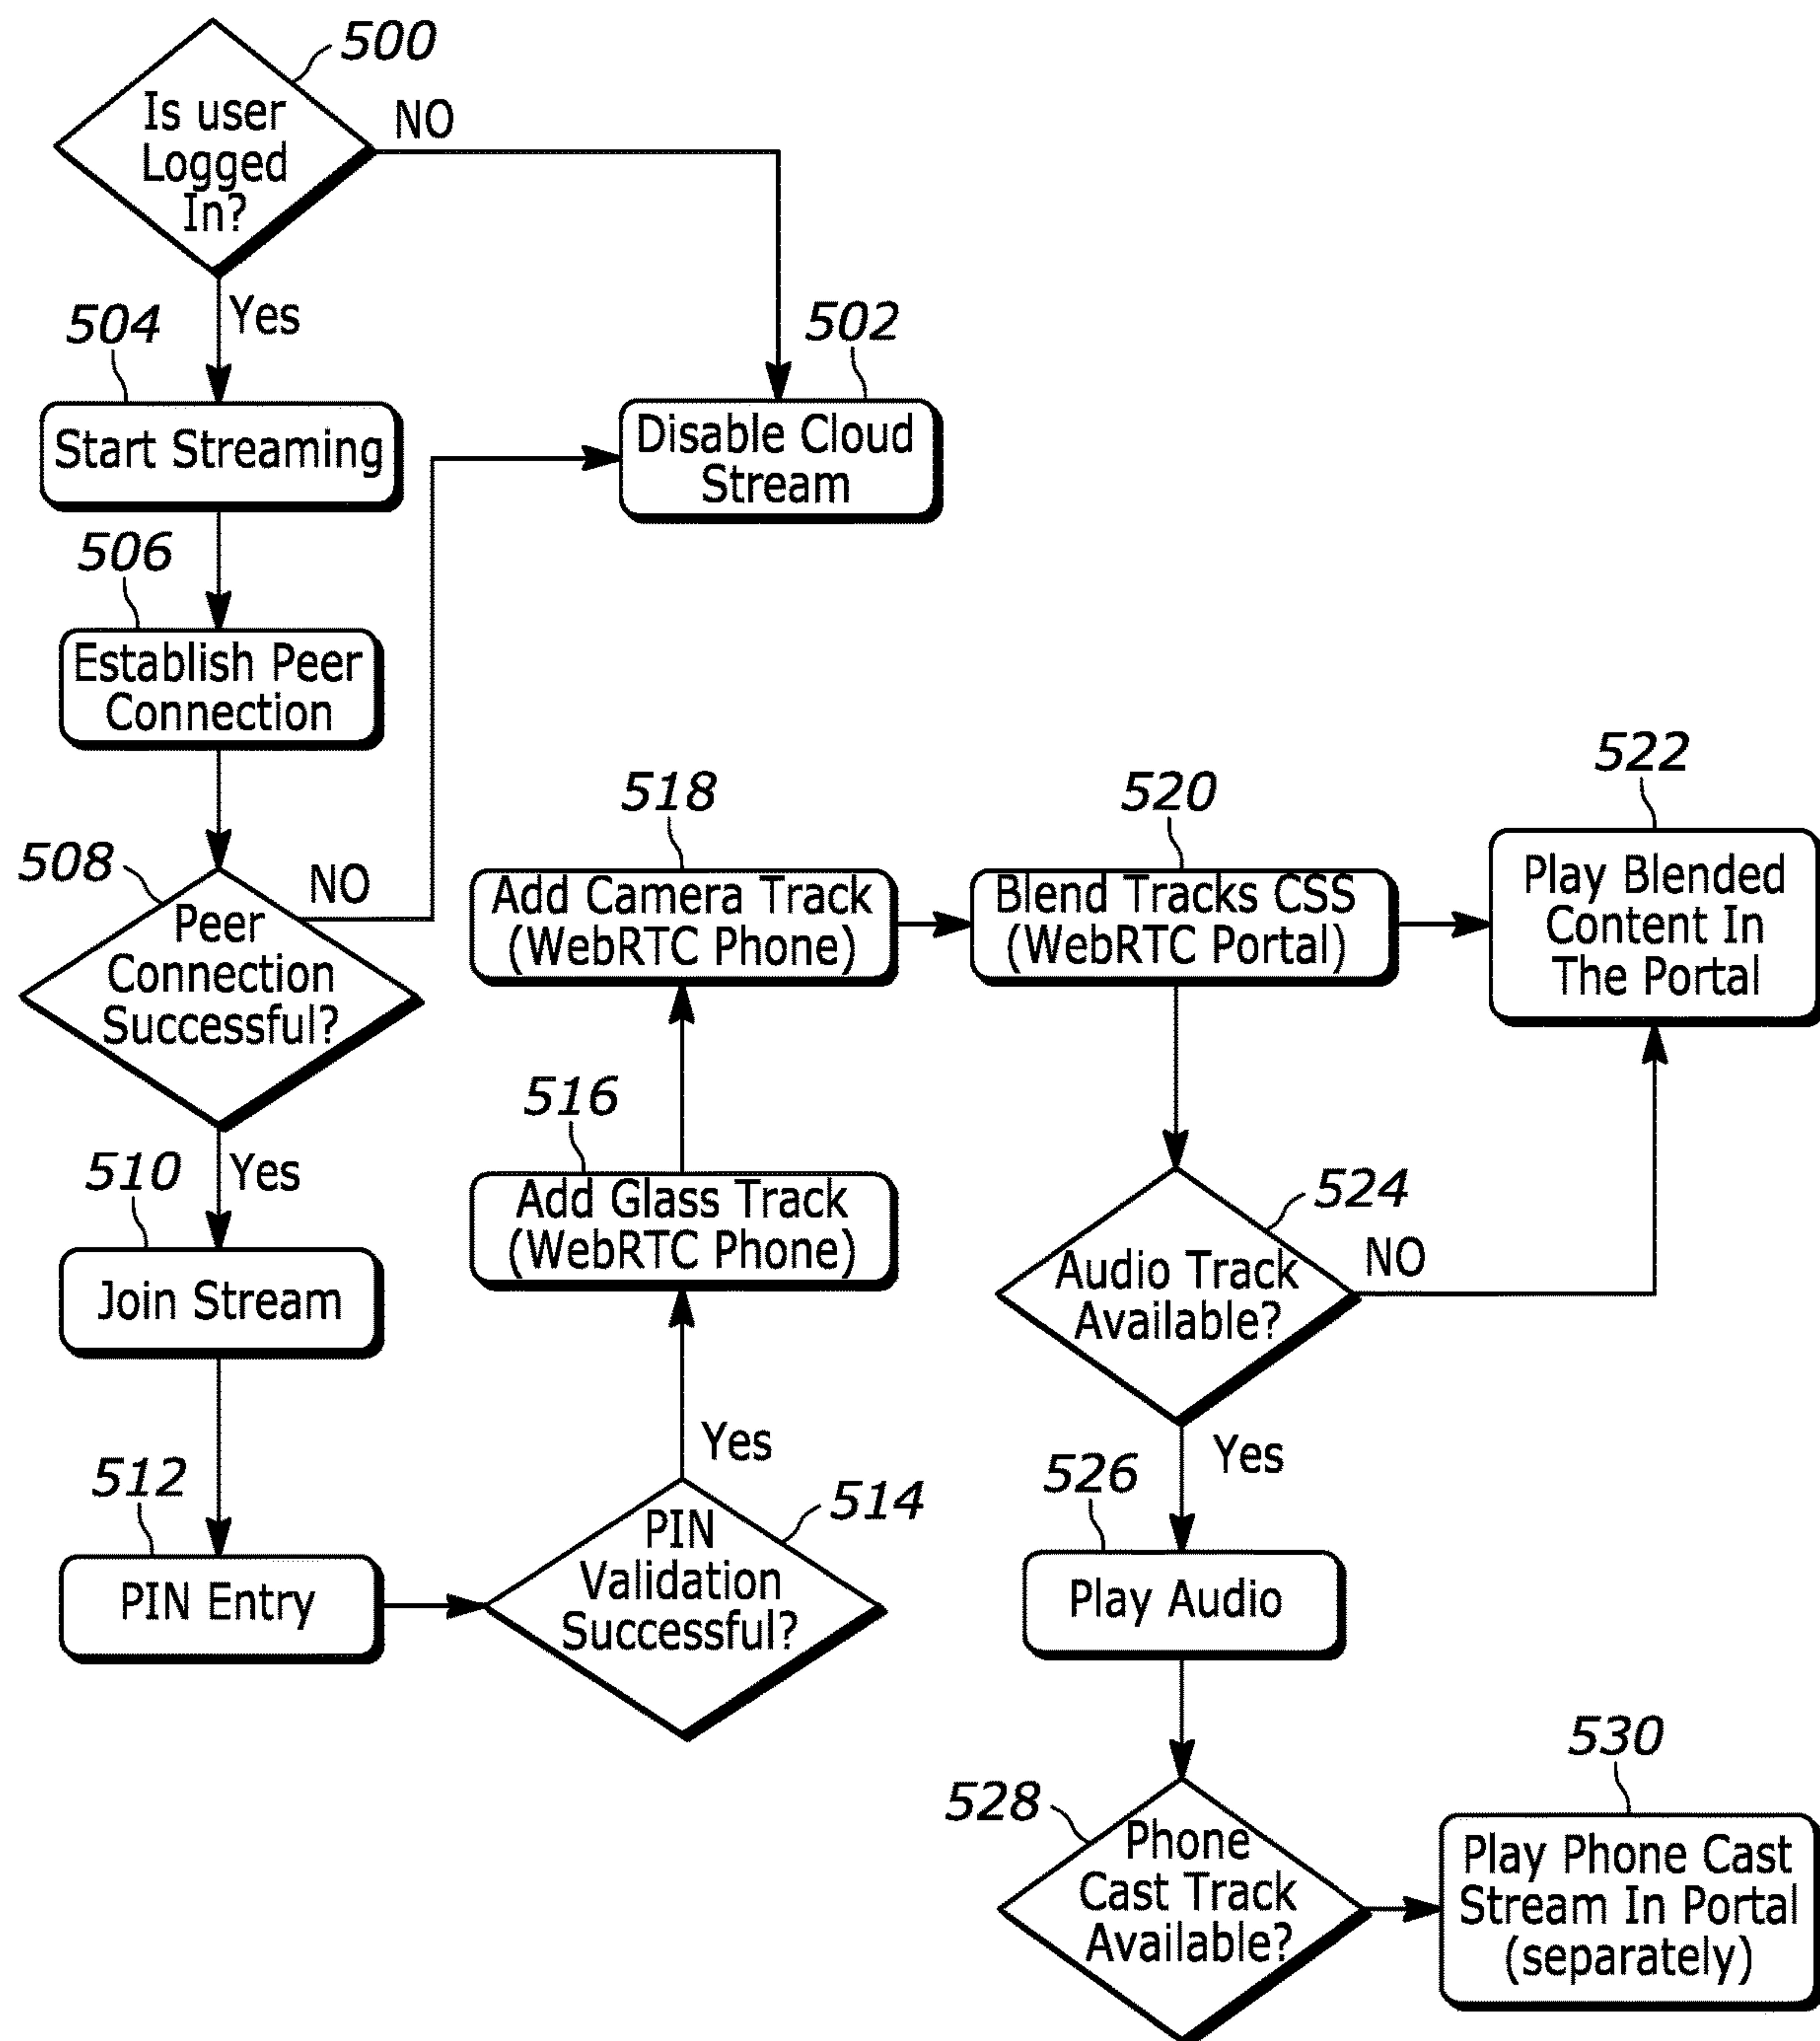 500
Is user
Logged
In?
NO
Yes
504
Start Streaming
502
Disable Cloud
Stream
506
Establish Peer
Connection
508
Peer
Connection
Successful?
NO
Yes
510
Join Stream
512
PIN Entry
514
PIN
Validation
Successful?
Yes
516
Add Glass Track
(WebRTC Phone)
518
Add Camera Track
(WebRTC Phone)
520
Blend Tracks CSS
(WebRTC Portal)
522
Play Blended
Content In
The Portal
524
Audio Track
Available?
NO
Yes
526
Play Audio
528
Phone
Cast Track
Available?
530
Play Phone Cast
Stream In Portal
(separately)